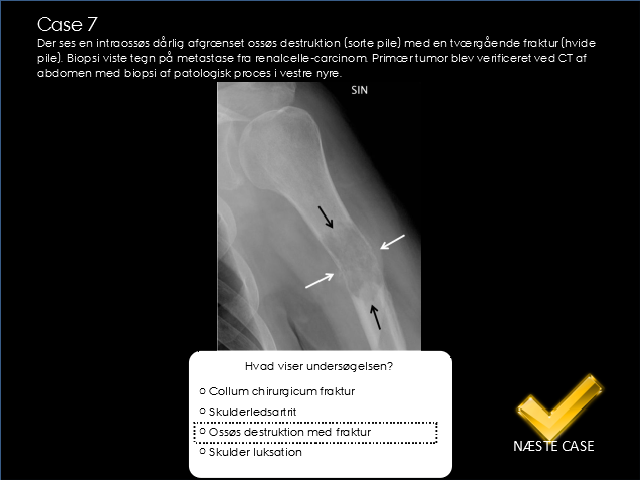 Case 7
Der ses en intraossøs dårlig afgrænset ossøs destruktion (sorte pile) med en tværgående fraktur (hvide
pile). Biopsi viste tegn på metastase fra renalcelle-carcinom. Primær tumor blev verificeret ved CT af
abdomen med biopsi af patologisk proces i vestre nyre.
SIN
Hvad viser undersøgelsen?
Collum chirurgicum fraktur
Skulderledsartrit
Ossøs destruktion med fraktur
Skulder luksation
NÆSTE CASE